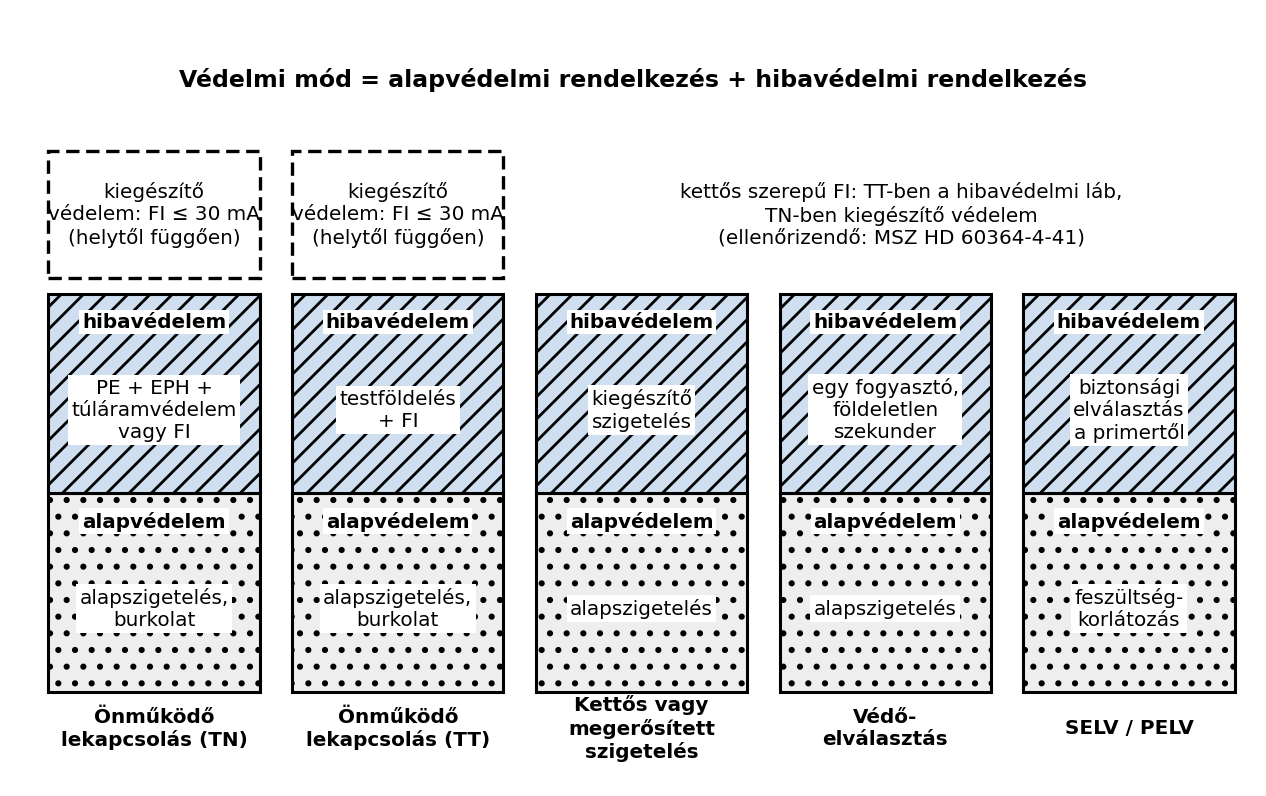 Védelmi mód = alapvédelmi rendelkezés + hibavédelmi rendelkezés
kiegészítő
védelem: FI ≤ 30 mA
(helytől függően)
kiegészítő
védelem: FI ≤ 30 mA
(helytől függően)
kettős szerepű FI: TT-ben a hibavédelmi láb,
TN-ben kiegészítő védelem
(ellenőrizendő: MSZ HD 60364-4-41)
hibavédelem
PE + EPH +
túláramvédelem
vagy FI
hibavédelem
testföldelés
+ FI
hibavédelem
kiegészítő
szigetelés
hibavédelem
egy fogyasztó,
földeletlen
szekunder
hibavédelem
biztonsági
elválasztás
a primertől
alapvédelem
alapszigetelés,
burkolat
alapvédelem
alapszigetelés,
burkolat
alapvédelem
alapszigetelés
alapvédelem
alapszigetelés
alapvédelem
feszültség-
korlátozás
Önműködő
lekapcsolás (TN)
Önműködő
lekapcsolás (TT)
Kettős vagy
megerősített
szigetelés
Védő-
elválasztás
SELV / PELV